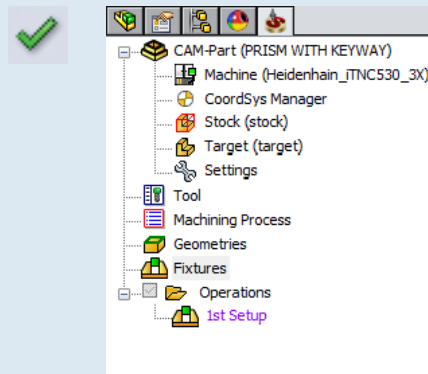 CAM-Part (PRISM WITH KEYWAY)
Machine (Heidenhain_iTNC530_3X)
CoordSys Manager
Stock (stock)
Target (target)
Settings
Tool
Machining Process
Geometries
Fixtures
Operations
1st Setup